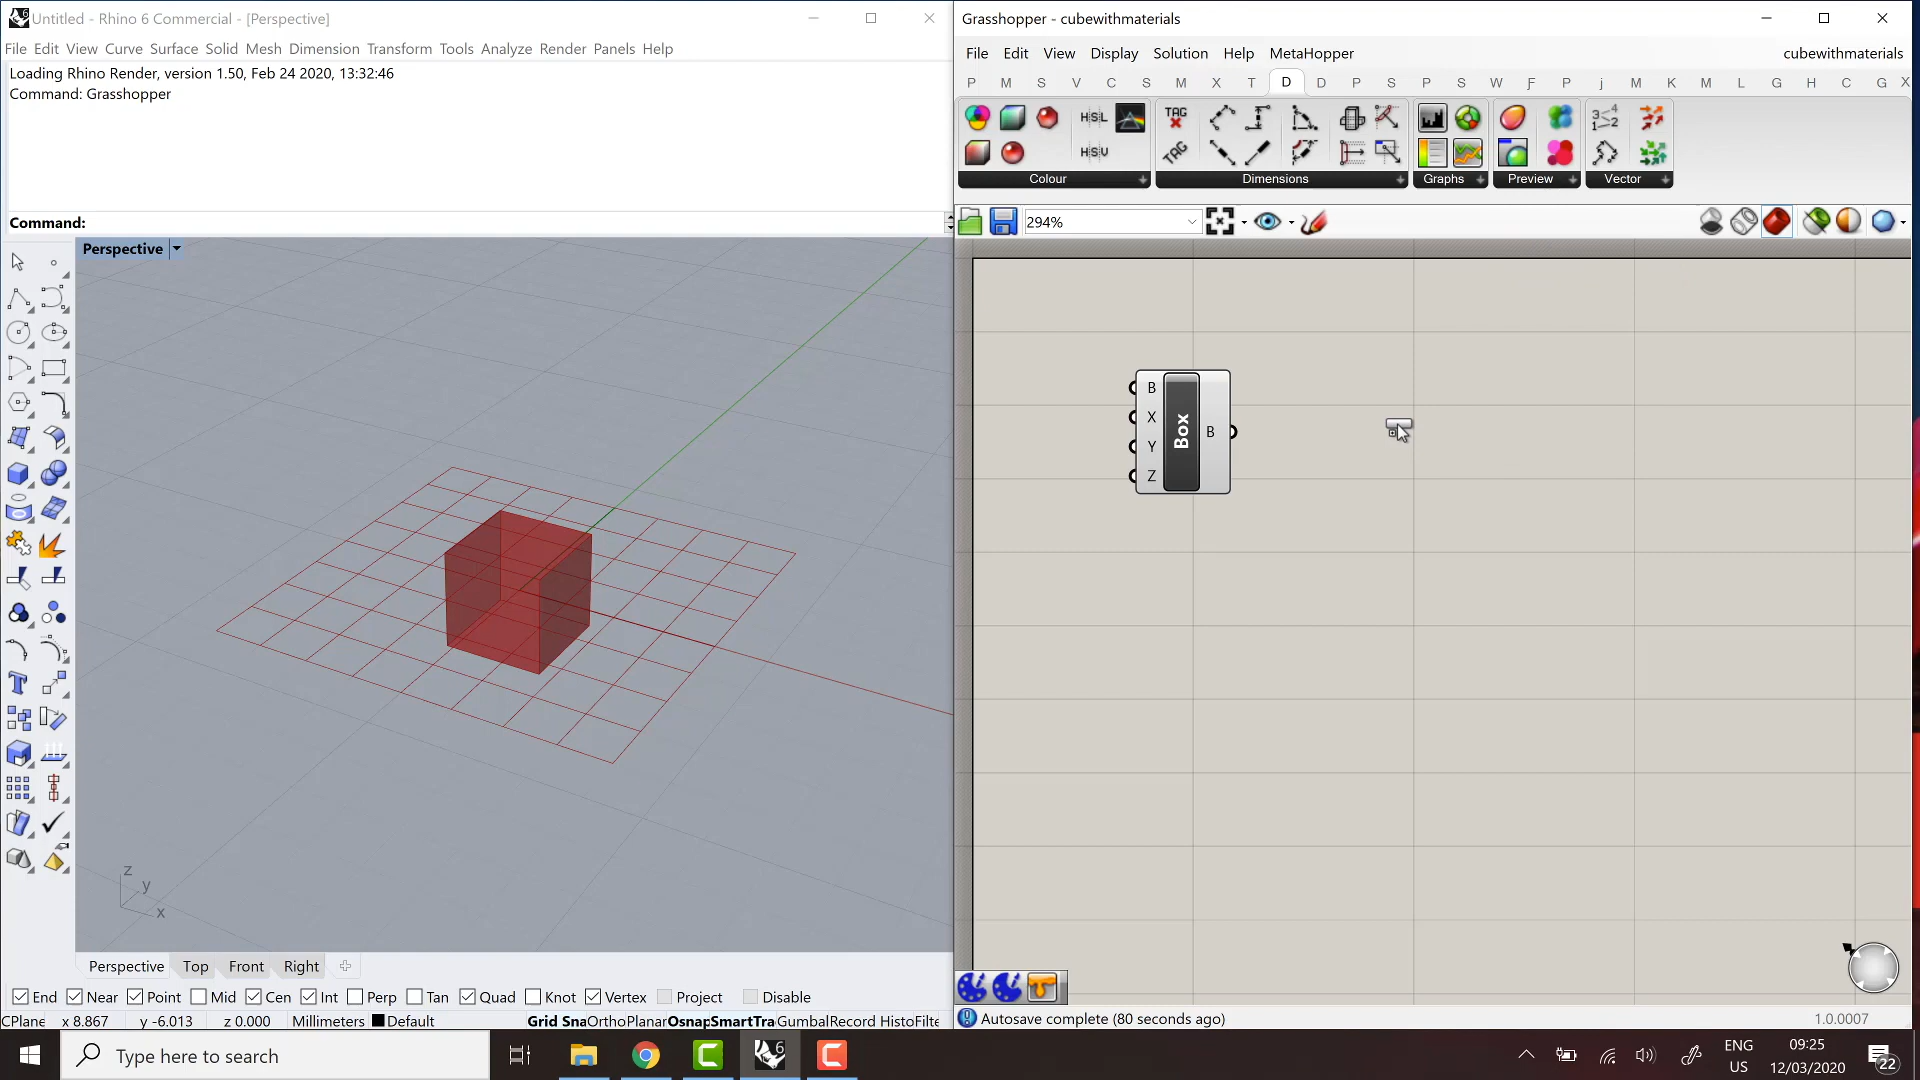 Untitled - Rhino 6 Commercial - [Perspective]
File Edit View Curve Surface Solid Mesh Dimension Transform Tools Analyze Render Panels Help
Loading Rhino Render, version 1.50, Feb 24 2020, 13:32:46
Command: Grasshopper
Command:
Perspective
z
y
x
Perspective Top Front Right
End Near Point Mid Cen Int Perp Tan Quad Knot Vertex Project Disable
CPlane x 8.867 y -6.013 z 0.000 Millimeters Default Grid Sna OrthoPlanar Osnap SmartTra Gumbal Record Histo Filte
Grasshopper - cubewithmaterials
File Edit View Display Solution Help MetaHopper cubewithmaterials
P M S V C S M X T D D P S P S W F P j M K M L G H C G X
HSL
HSV
TAG
TAG
Colour Dimensions Graphs Preview Vector
294%
B
X
Y
Z
Box
B
Autosave complete (80 seconds ago) 1.0.0007
Type here to search
ENG
US
09:25
12/03/2020
22